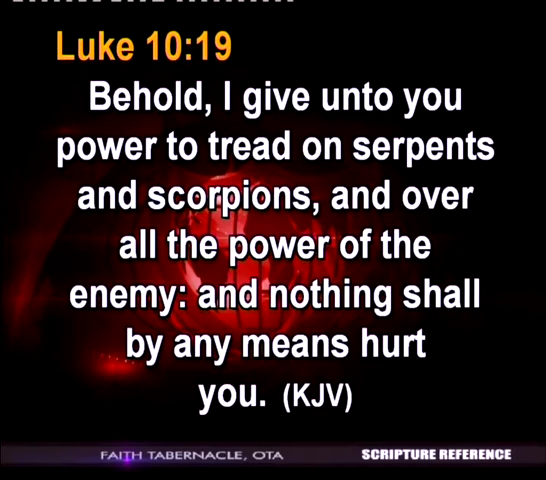 Luke 10:19
Behold, I give unto you
power to tread on serpents
and scorpions, and over
all the power of the
enemy: and nothing shall
by any means hurt
you. (KJV)
FAITH TABERNACLE, OTA SCRIPTURE REFERENCE